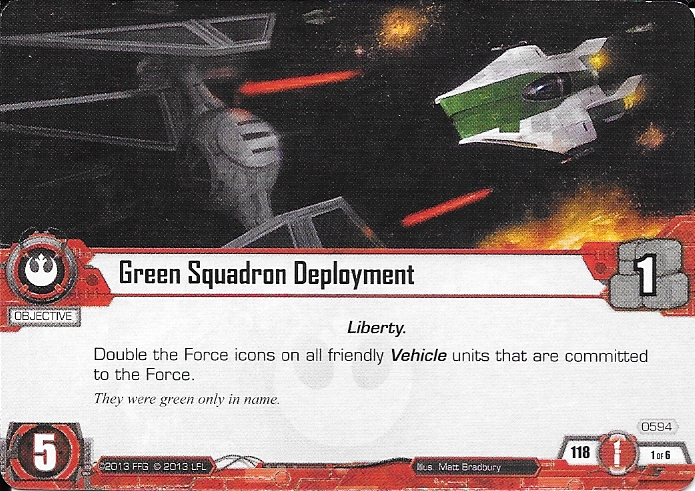 Green Squadron Deployment
1
OBJECTIVE
Liberty.
Double the Force icons on all friendly Vehicle units that are committed
to the Force.
They were green only in name.
0594
5
©2013 FFG © 2013 LFL
Illus. Matt Bradbury
118
1 OF 6